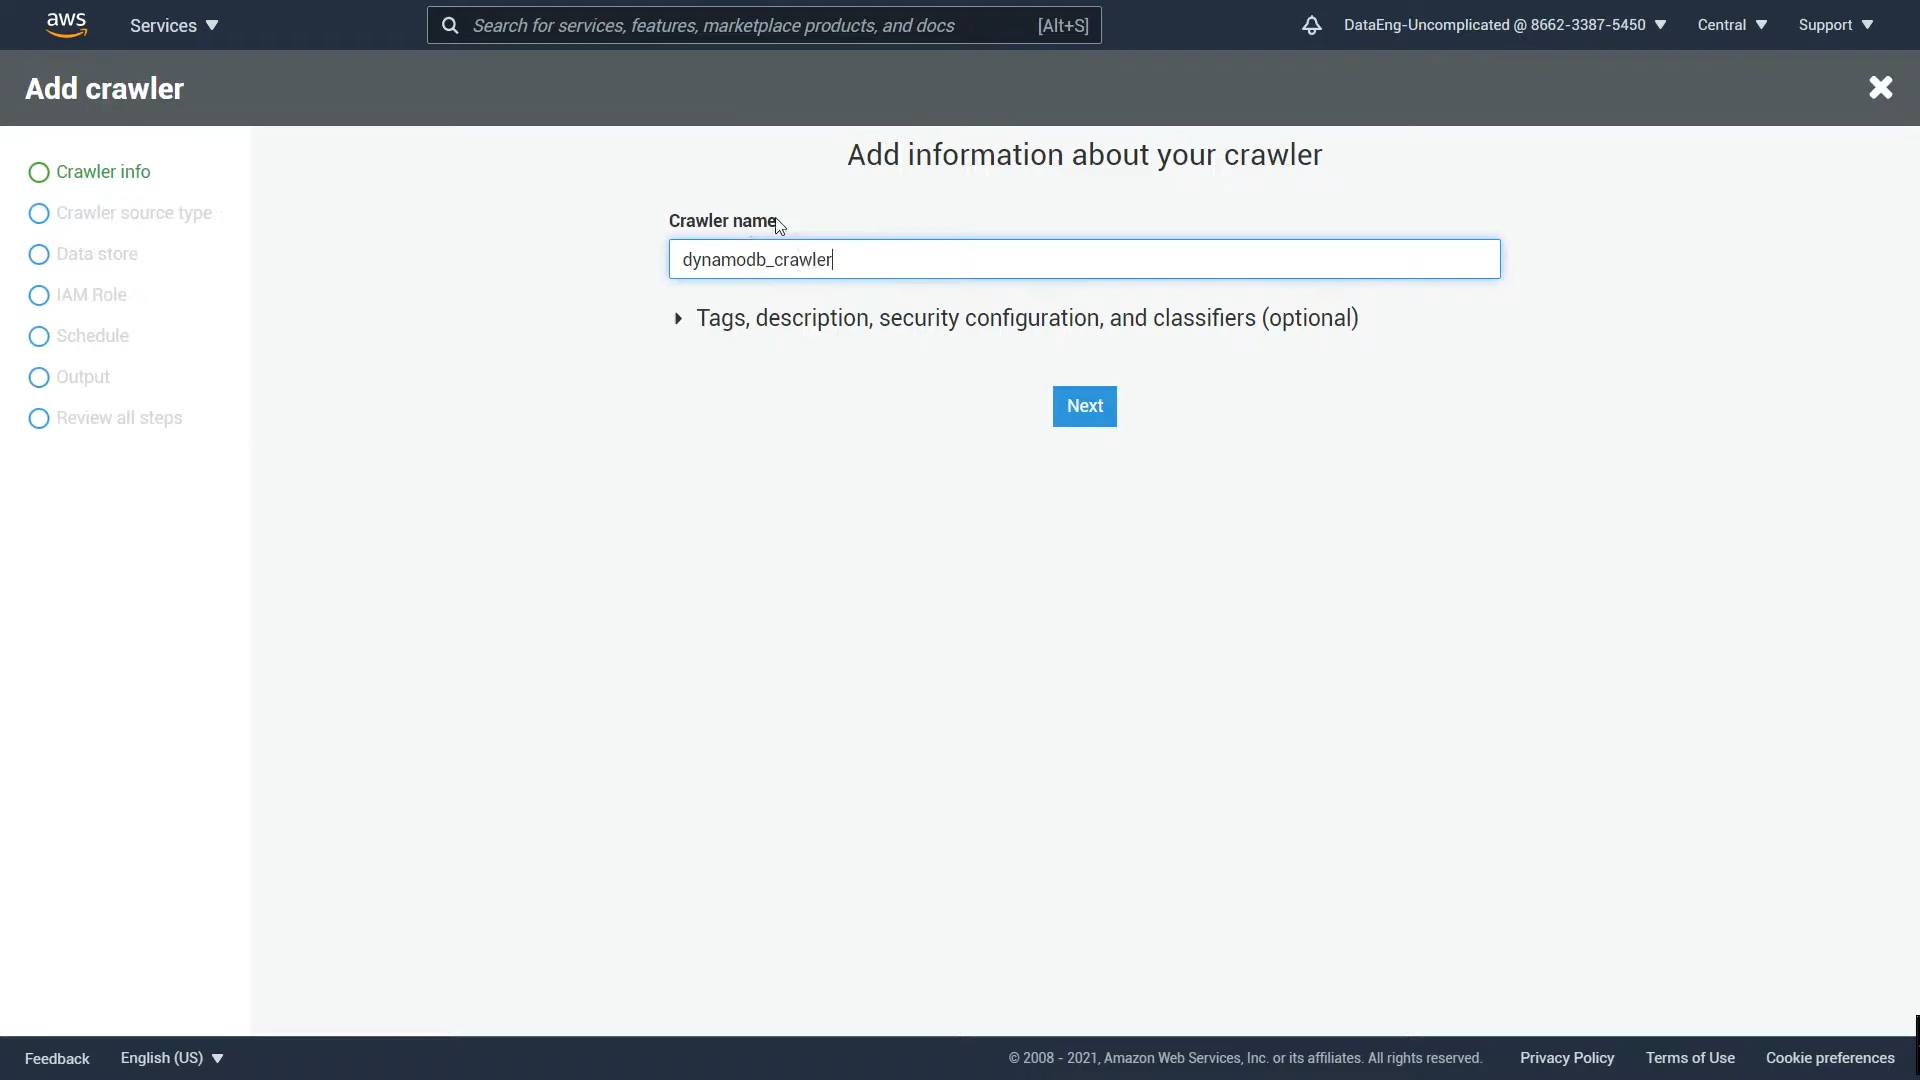 aws
Services
Search for services, features, marketplace products, and docs
[Alt+S]
DataEng-Uncomplicated @ 8662-3387-5450
Central
Support
Add crawler
Crawler info
Crawler source type
Data store
IAM Role
Schedule
Output
Review all steps
Add information about your crawler
Crawler name
dynamodb_crawler
Tags, description, security configuration, and classifiers (optional)
Next
Feedback
English (US)
© 2008 - 2021, Amazon Web Services, Inc. or its affiliates. All rights reserved.
Privacy Policy
Terms of Use
Cookie preferences